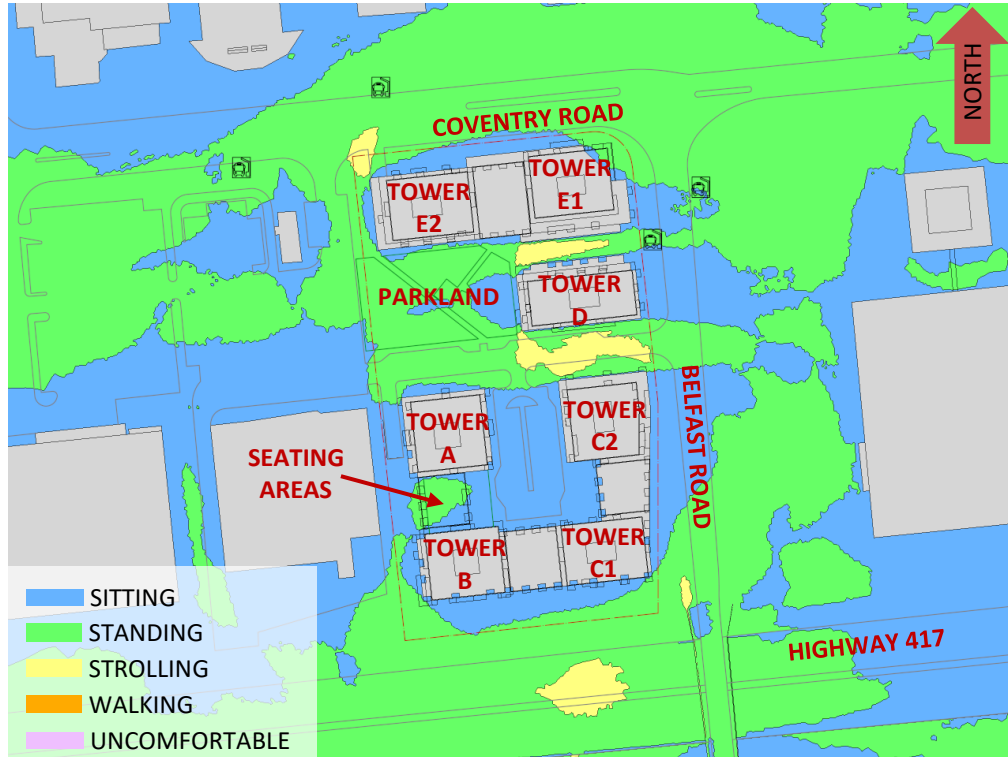 NORTH
COVENTRY ROAD
TOWER
E2
TOWER
E1
PARKLAND
TOWER
D
BELFAST ROAD
TOWER
A
TOWER
C2
SEATING
AREAS
TOWER
B
TOWER
C1
HIGHWAY 417
SITTING
STANDING
STROLLING
WALKING
UNCOMFORTABLE